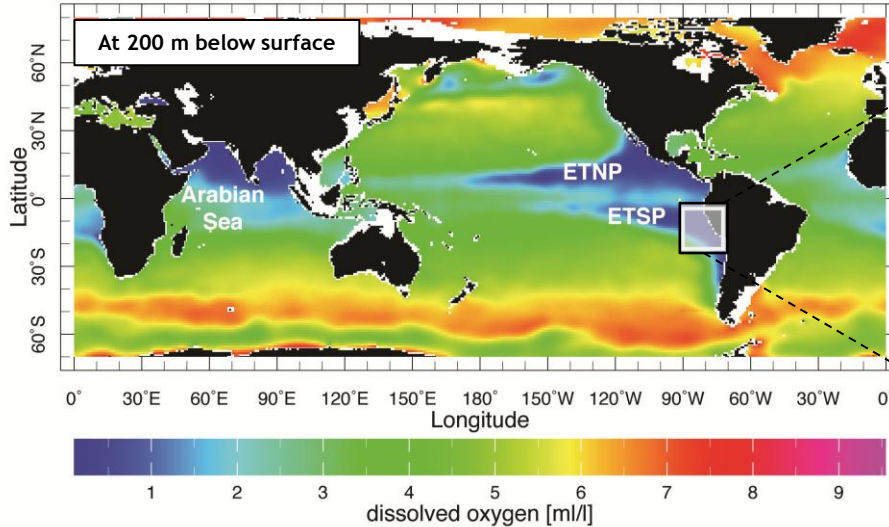 At 200 m below surface
60°N
30°N
0°
30°S
60°S
Latitude
Arabian
Sea
ETNP
ETSP
0° 30°E 60°E 90°E 120°E 150°E 180° 150°W 120°W 90°W 60°W 30°W 0°
Longitude
1 2 3 4 5 6 7 8 9
dissolved oxygen [ml/l]